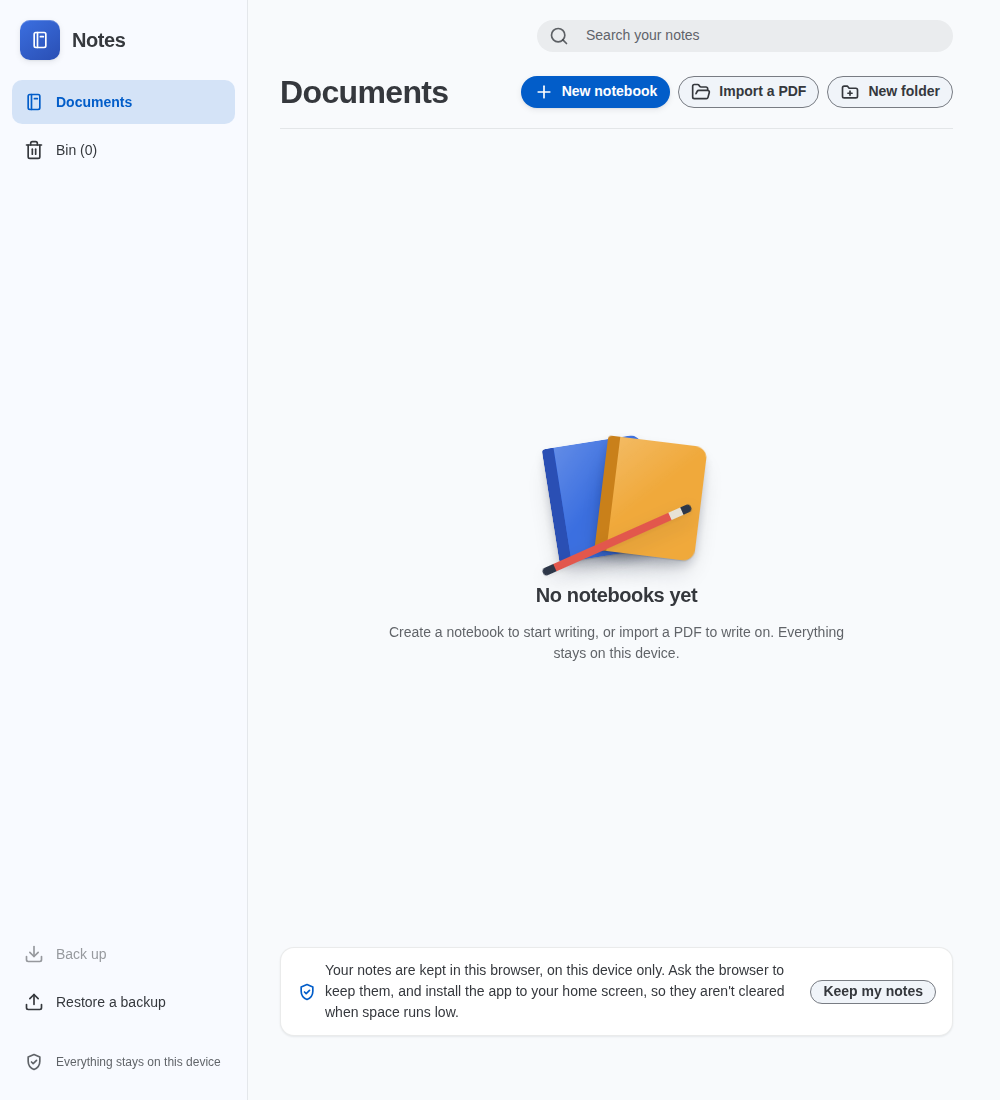 Notes
Documents
Bin (0)
Back up
Restore a backup
Everything stays on this device
Search your notes
Documents
New notebook
Import a PDF
New folder
No notebooks yet
Create a notebook to start writing, or import a PDF to write on. Everything
stays on this device.
Your notes are kept in this browser, on this device only. Ask the browser to
keep them, and install the app to your home screen, so they aren't cleared
when space runs low.
Keep my notes